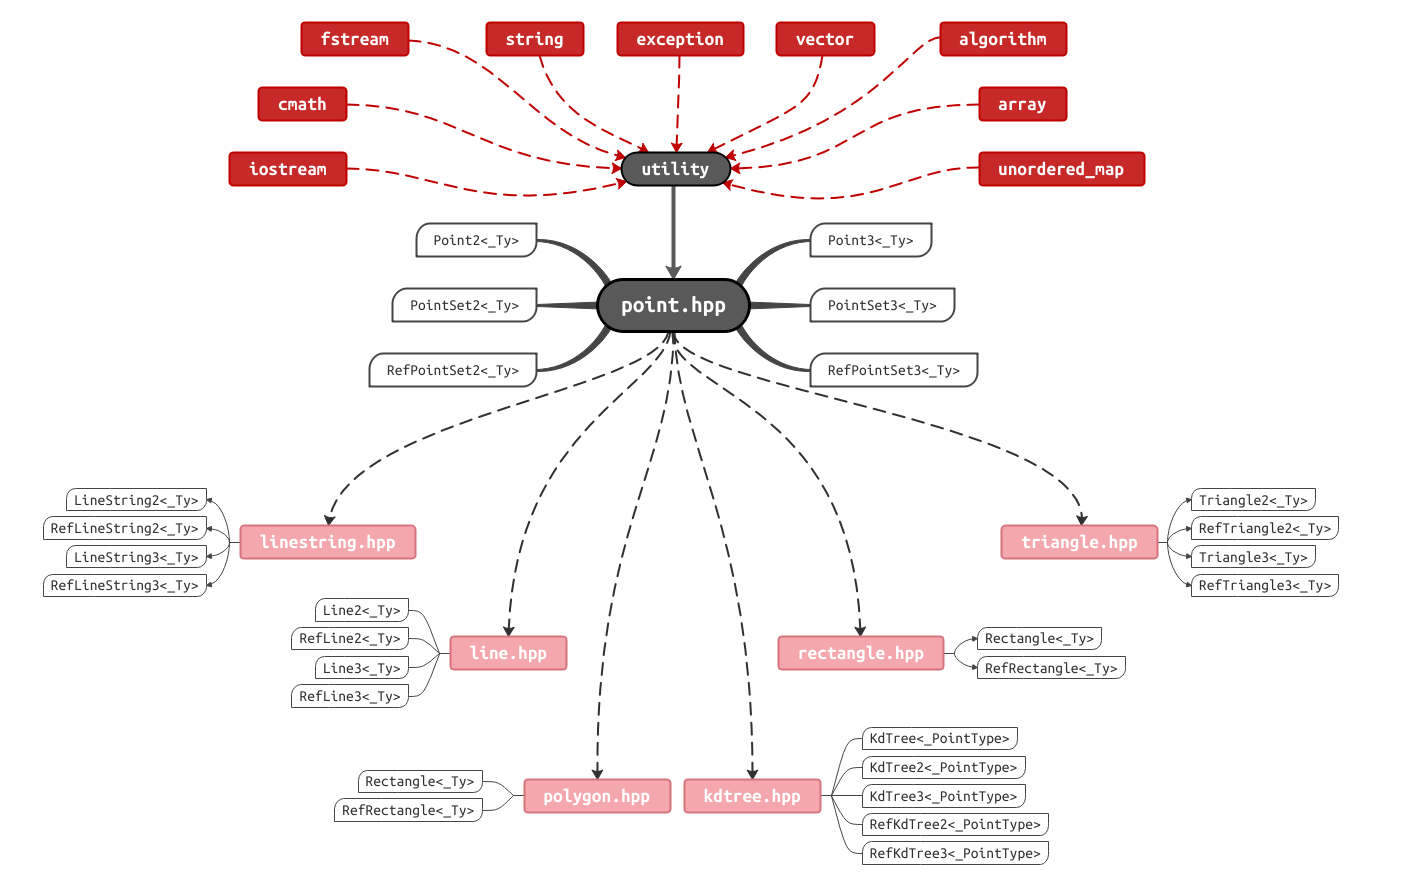 fstream
string
exception
vector
algorithm
cmath
array
iostream
utility
unordered_map
Point2<_Ty>
Point3<_Ty>
PointSet2<_Ty>
point.hpp
PointSet3<_Ty>
RefPointSet2<_Ty>
RefPointSet3<_Ty>
LineString2<_Ty>
RefLineString2<_Ty>
LineString3<_Ty>
RefLineString3<_Ty>
linestring.hpp
triangle.hpp
Triangle2<_Ty>
RefTriangle2<_Ty>
Triangle3<_Ty>
RefTriangle3<_Ty>
Line2<_Ty>
RefLine2<_Ty>
Line3<_Ty>
RefLine3<_Ty>
line.hpp
rectangle.hpp
Rectangle<_Ty>
RefRectangle<_Ty>
Rectangle<_Ty>
RefRectangle<_Ty>
polygon.hpp
kdtree.hpp
KdTree<_PointType>
KdTree2<_PointType>
KdTree3<_PointType>
RefKdTree2<_PointType>
RefKdTree3<_PointType>